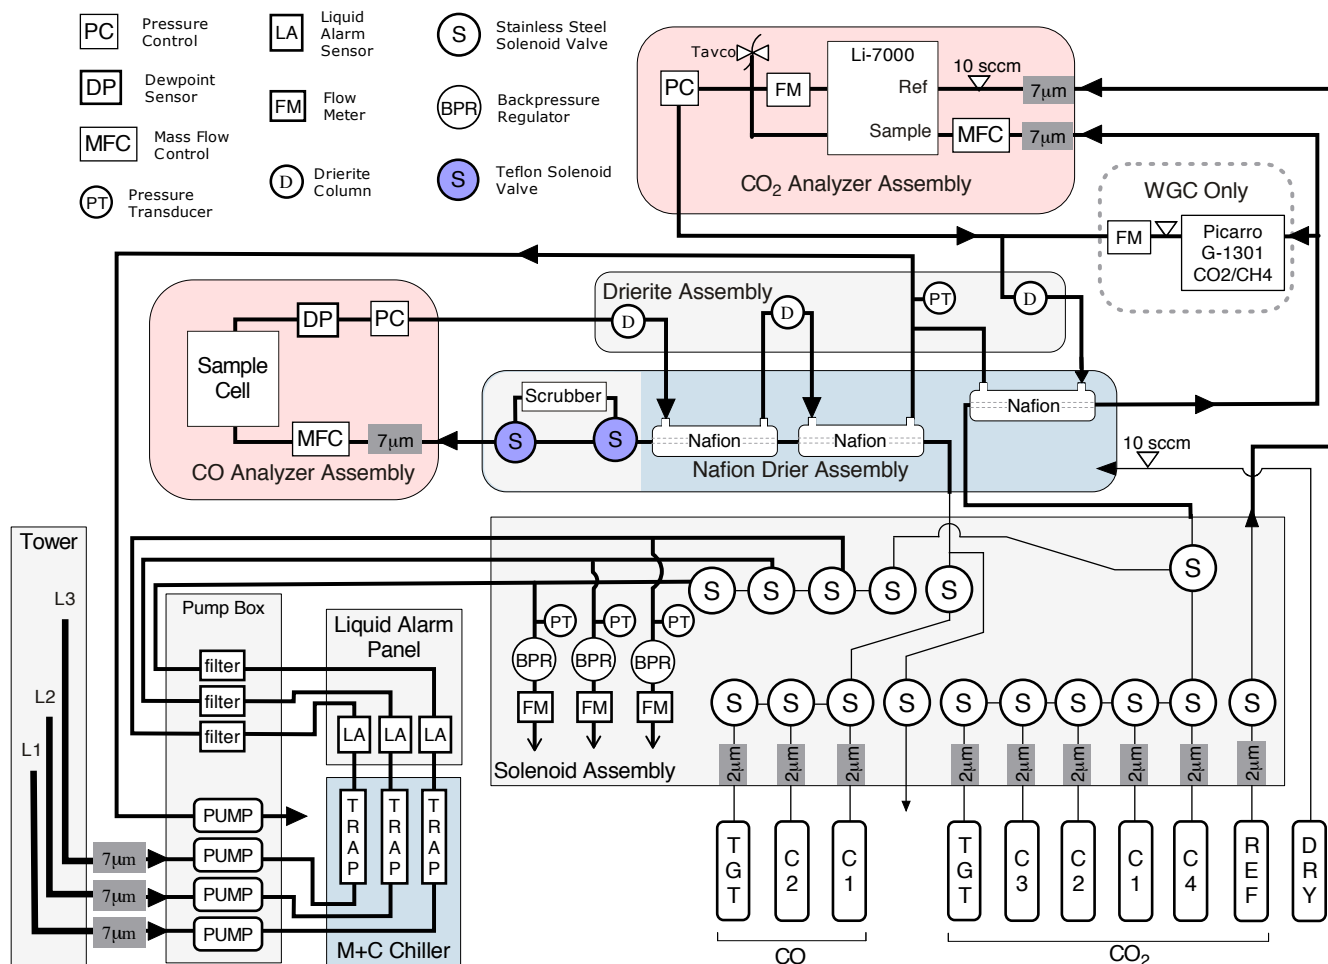 PC
Pressure
Control
LA
Liquid
Alarm
Sensor
S
Stainless Steel
Solenoid Valve
DP
Dewpoint
Sensor
FM
Flow
Meter
BPR
Backpressure
Regulator
MFC
Mass Flow
Control
D
Drierite
Column
S
Teflon Solenoid
Valve
PT
Pressure
Transducer
Tavco
Li-7000
10 sccm
PC
FM
Ref
7µm
Sample
MFC
7µm
CO2 Analyzer Assembly
WGC Only
FM
Picarro
G-1301
CO2/CH4
Drierite Assembly
PT
D
D
D
DP
PC
Sample
Cell
MFC
7µm
CO Analyzer Assembly
Scrubber
S
S
Nafion
Nafion
Nafion
Nafion Drier Assembly
10 sccm
Tower
L3
L2
L1
Pump Box
filter
filter
filter
PUMP
PUMP
PUMP
PUMP
7µm
7µm
7µm
Liquid Alarm
Panel
LA
LA
LA
TRAP
TRAP
TRAP
M+C Chiller
S
S
S
S
S
S
PT
PT
PT
BPR
BPR
BPR
FM
FM
FM
Solenoid Assembly
S
S
S
S
S
S
S
S
S
S
2µm
2µm
2µm
2µm
2µm
2µm
2µm
2µm
2µm
TGT
C2
C1
TGT
C3
C2
C1
C4
REF
DRY
CO
CO2